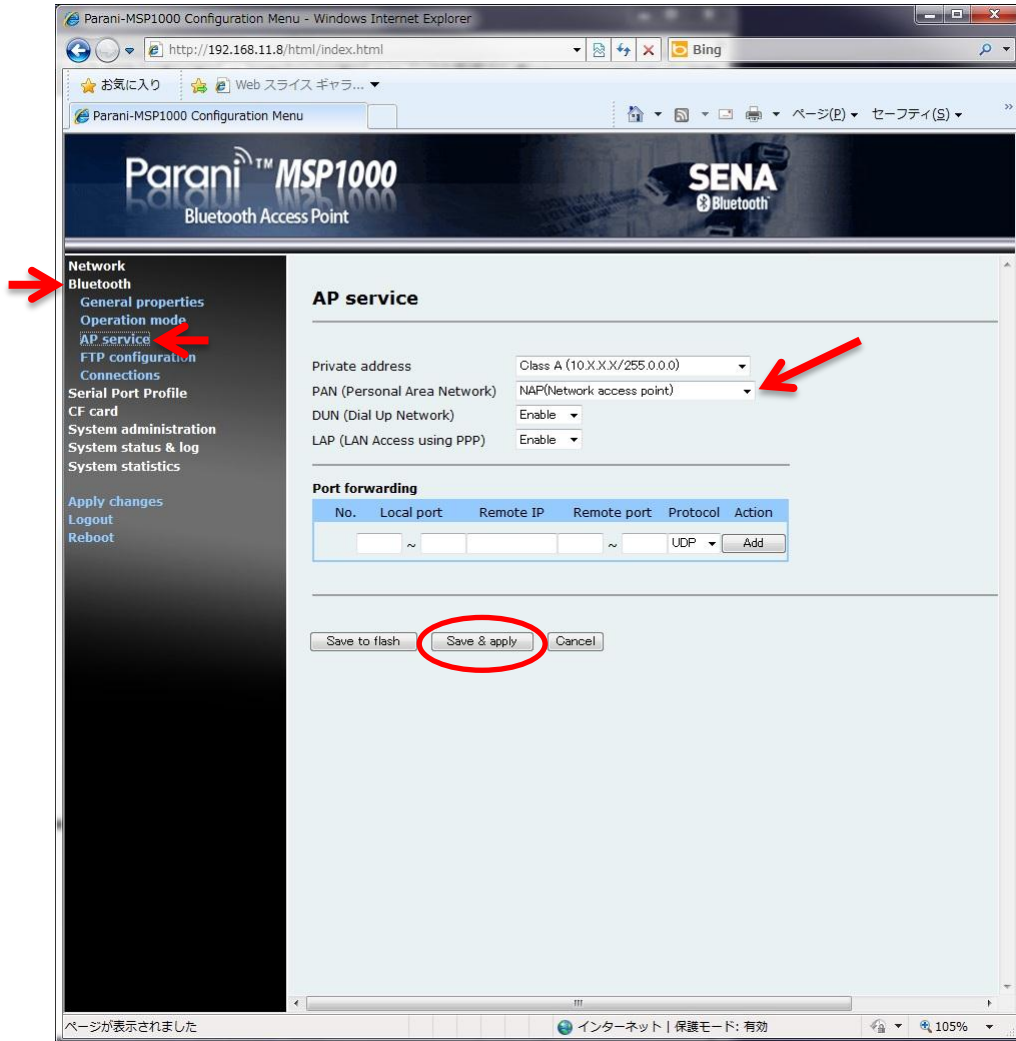 Parani-MSP1000 Configuration Menu - Windows Internet Explorer
http://192.168.11.8/html/index.html
Bing
お気に入り Web スライス ギャラ...
Parani-MSP1000 Configuration Menu
ページ(P) セーフティ(S) »
Parani™ MSP1000
Bluetooth Access Point
SENA
Bluetooth
Network
Bluetooth
General properties
Operation mode
AP service
FTP configuration
Connections
Serial Port Profile
CF card
System administration
System status & log
System statistics
Apply changes
Logout
Reboot
AP service
Private address Class A (10.X.X.X/255.0.0.0)
PAN (Personal Area Network) NAP(Network access point)
DUN (Dial Up Network) Enable
LAP (LAN Access using PPP) Enable
Port forwarding
No. Local port Remote IP Remote port Protocol Action
~ ~ UDP Add
Save to flash Save & apply Cancel
ページが表示されました インターネット | 保護モード: 有効 105%